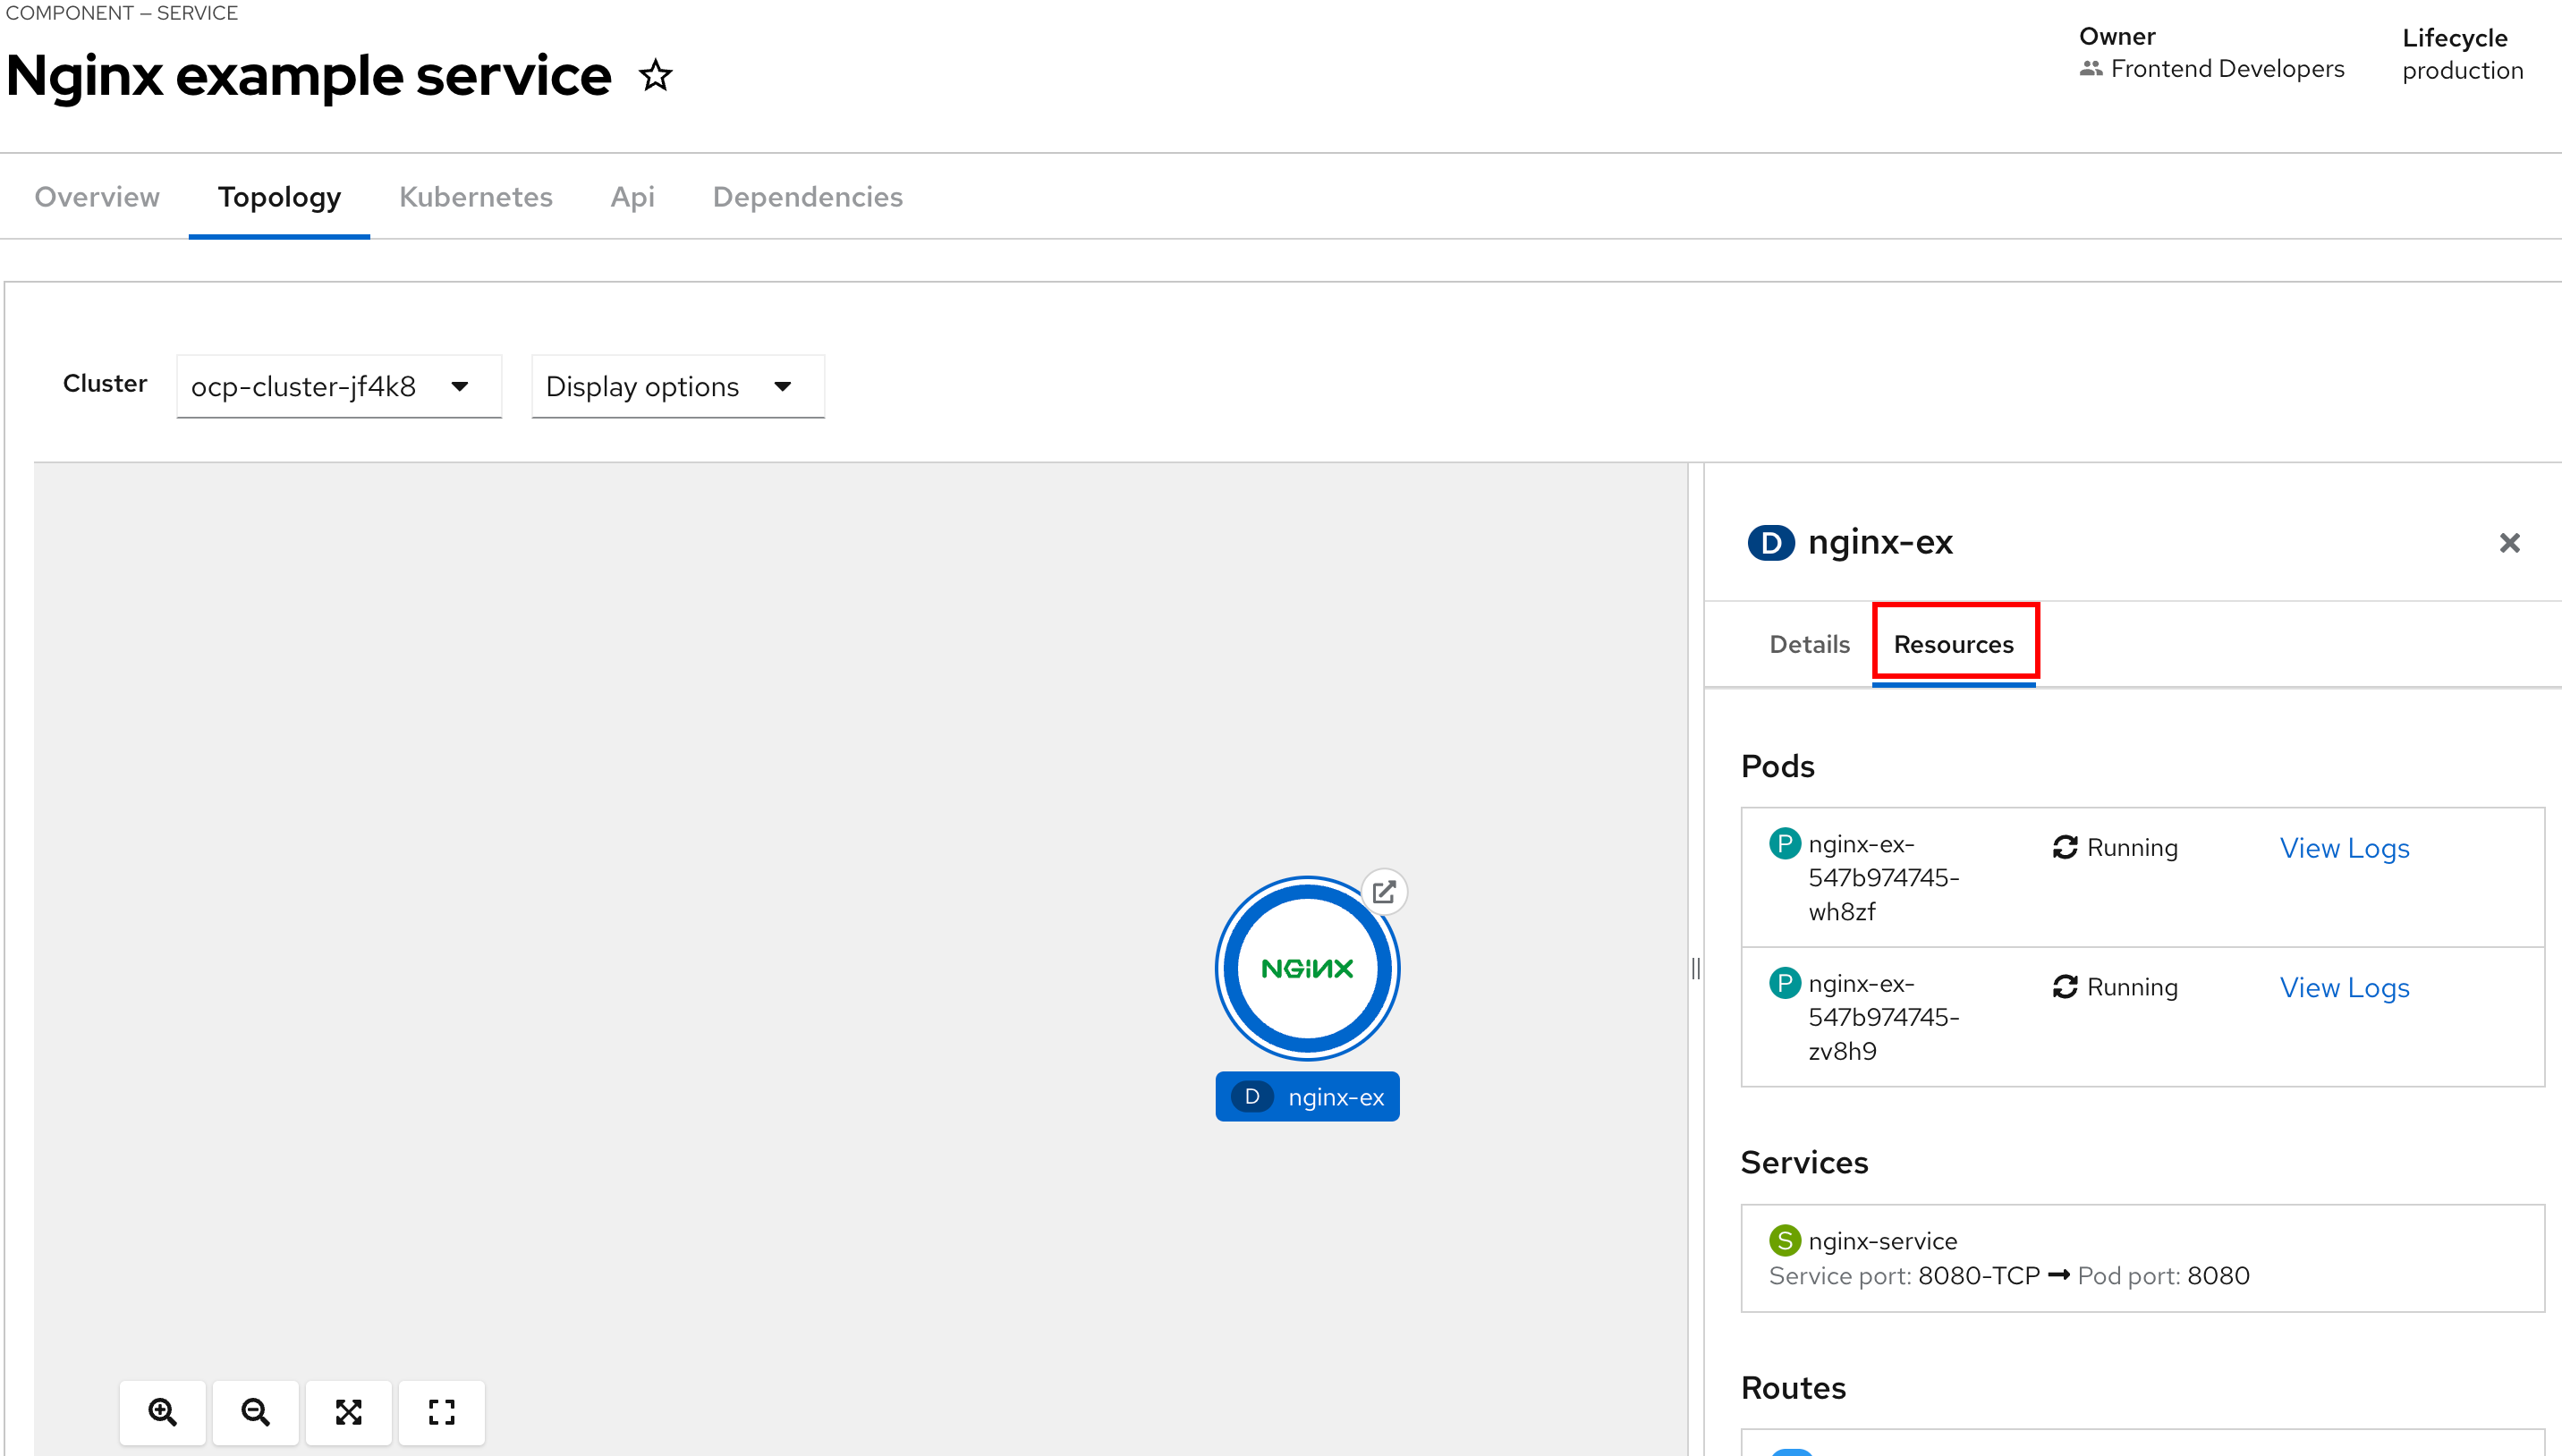 COMPONENT — SERVICE
Nginx example service
Owner
Frontend Developers
Lifecycle
production
Overview
Topology
Kubernetes
Api
Dependencies
Cluster
ocp-cluster-jf4k8
Display options
NGINX
D nginx-ex
D nginx-ex
Details
Resources
Pods
P nginx-ex-
547b974745-
wh8zf
Running
View Logs
P nginx-ex-
547b974745-
zv8h9
Running
View Logs
Services
S nginx-service
Service port: 8080-TCP ➞ Pod port: 8080
Routes